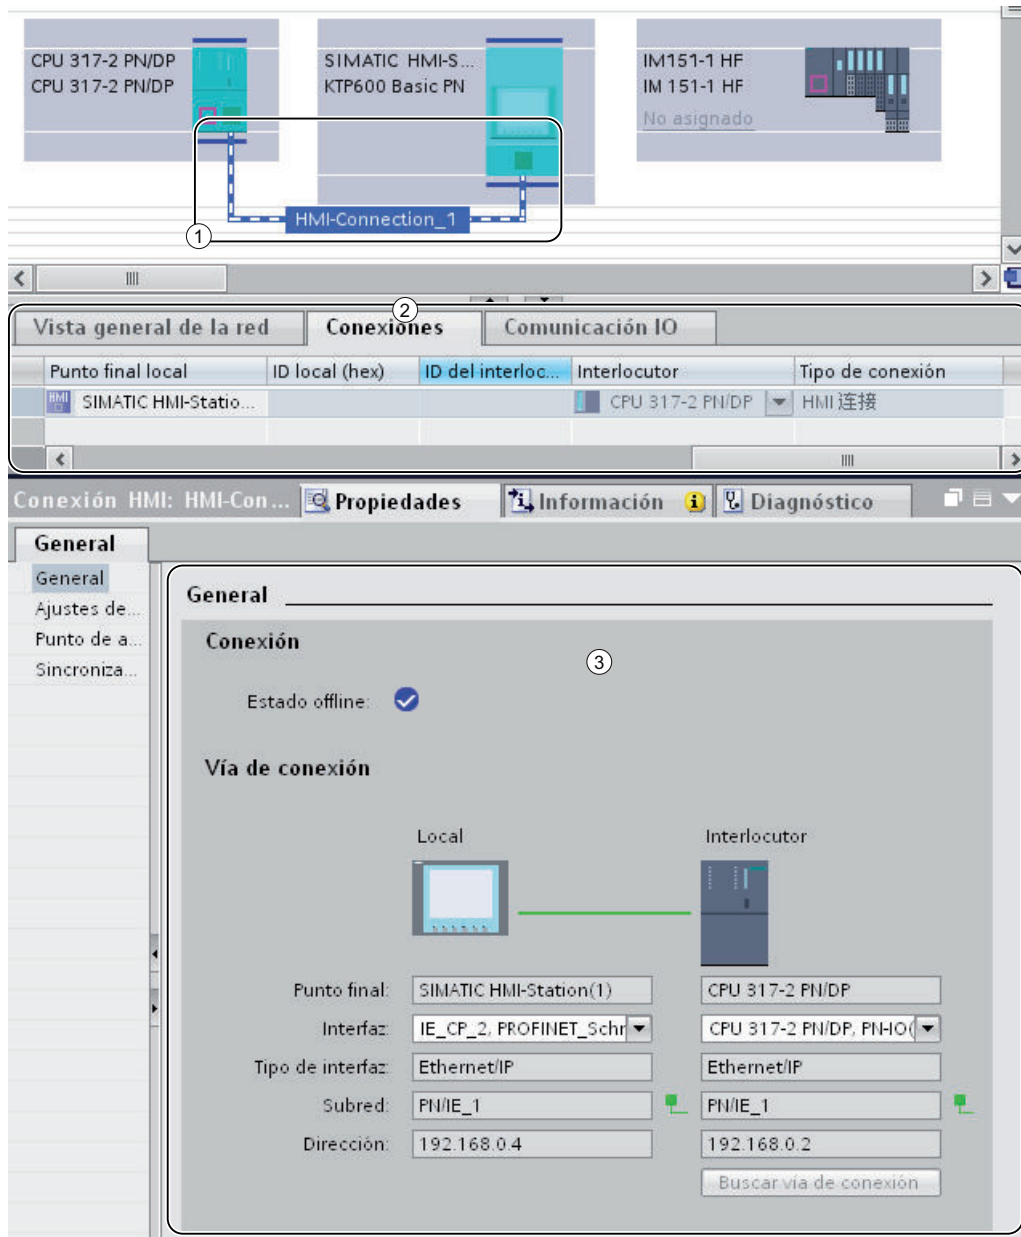 CPU 317-2 PN/DP
CPU 317-2 PN/DP
SIMATIC HMI-S...
KTP600 Basic PN
IM151-1 HF
IM 151-1 HF
No asignado
HMI-Connection_1
1
2
Vista general de la red
Conexiones
Comunicación IO
Punto final local
ID local (hex)
ID del interloc...
Interlocutor
Tipo de conexión
HMI
SIMATIC HMI-Statio...
CPU 317-2 PN/DP
HMI 连接
Conexión HMI: HMI-Con...
Propiedades
Información
Diagnóstico
General
General
Ajustes de...
Punto de a...
Sincroniza...
General
Conexión
3
Estado offline:
Vía de conexión
Local
Interlocutor
Punto final:
SIMATIC HMI-Station(1)
CPU 317-2 PN/DP
Interfaz:
IE_CP_2, PROFINET_Schr
CPU 317-2 PN/DP, PN-IO(
Tipo de interfaz:
Ethernet/IP
Ethernet/IP
Subred:
PN/IE_1
PN/IE_1
Dirección:
192.168.0.4
192.168.0.2
Buscar vía de conexión